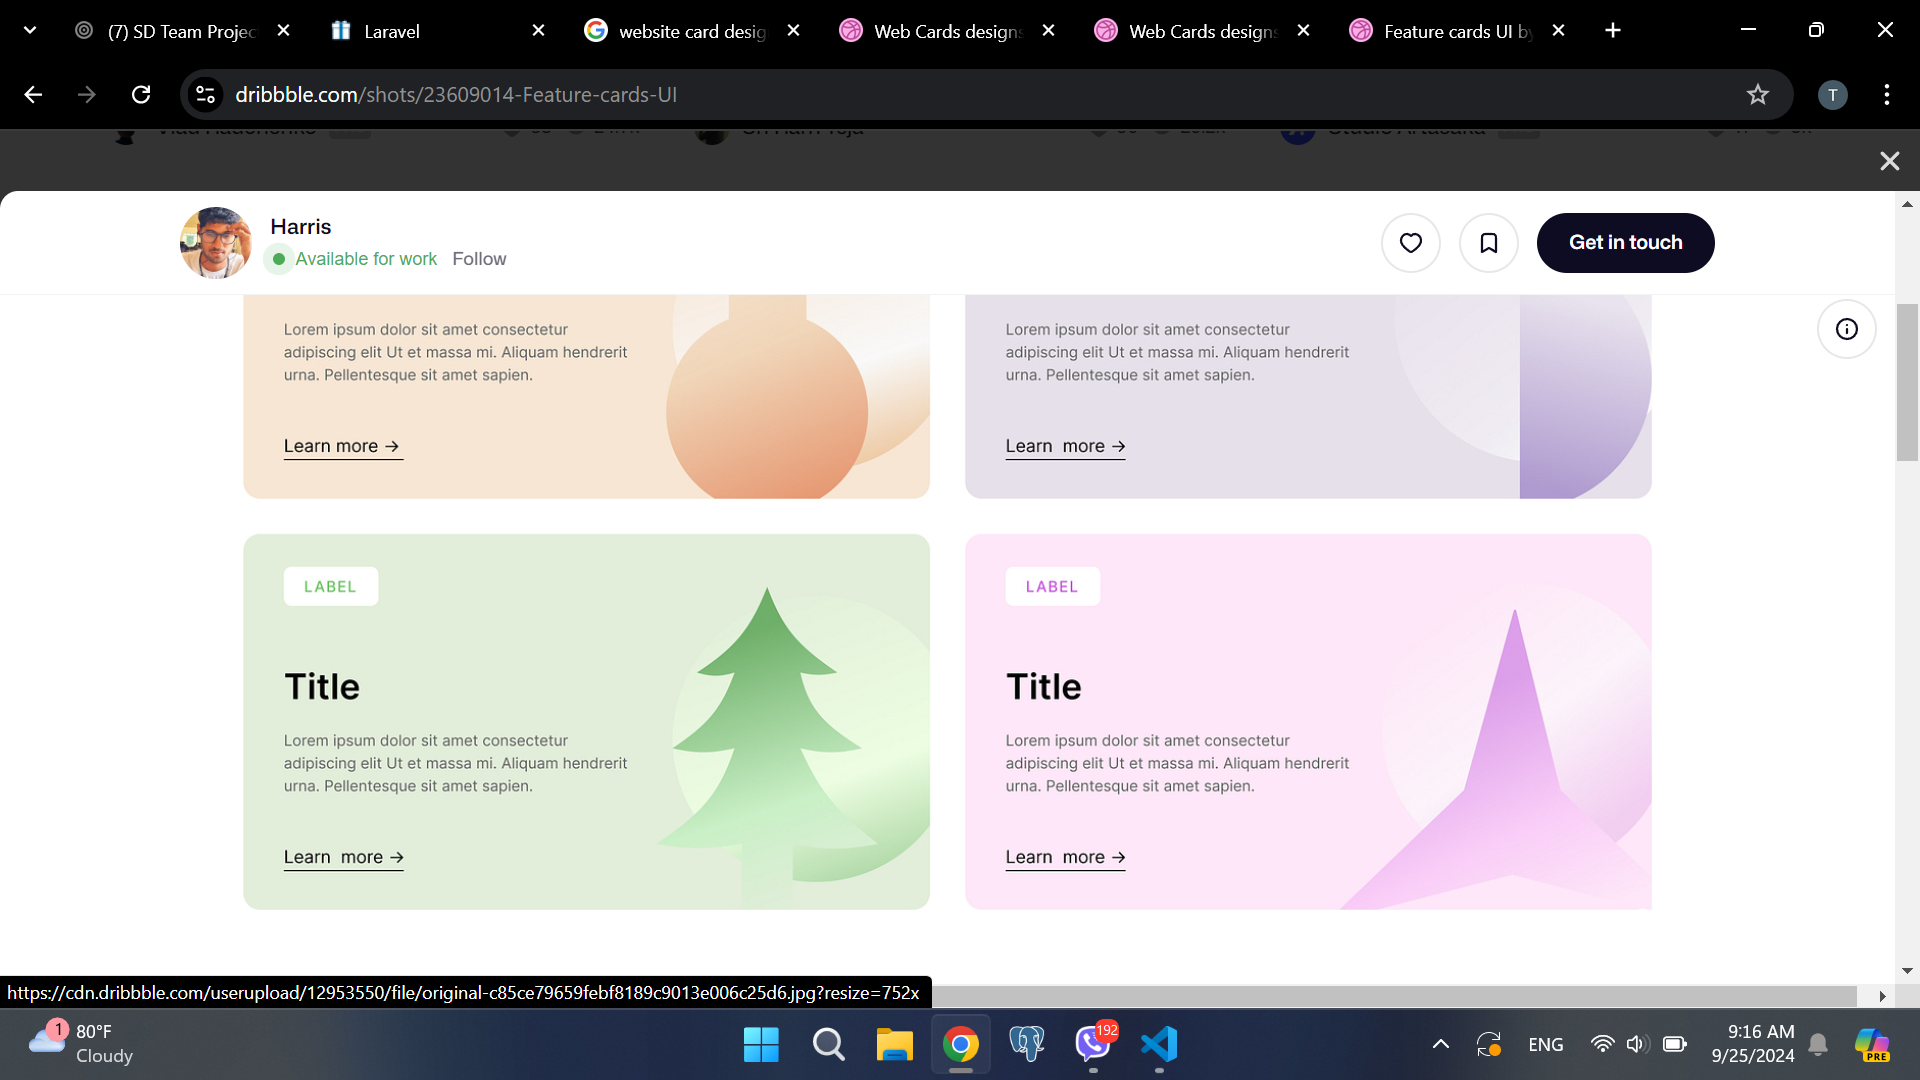 (7) SD Team Projec
Laravel
website card desig
Web Cards designs
Web Cards designs
Feature cards UI by
dribbble.com/shots/23609014-Feature-cards-UI
T
Harris
Available for work Follow
Get in touch
Lorem ipsum dolor sit amet consectetur
adipiscing elit Ut et massa mi. Aliquam hendrerit
urna. Pellentesque sit amet sapien.
Learn more →
Lorem ipsum dolor sit amet consectetur
adipiscing elit Ut et massa mi. Aliquam hendrerit
urna. Pellentesque sit amet sapien.
Learn more →
LABEL
Title
Lorem ipsum dolor sit amet consectetur
adipiscing elit Ut et massa mi. Aliquam hendrerit
urna. Pellentesque sit amet sapien.
Learn more →
LABEL
Title
Lorem ipsum dolor sit amet consectetur
adipiscing elit Ut et massa mi. Aliquam hendrerit
urna. Pellentesque sit amet sapien.
Learn more →
https://cdn.dribbble.com/userupload/12953550/file/original-c85ce79659febf8189c9013e006c25d6.jpg?resize=752x
1
80°F
Cloudy
192
ENG
9:16 AM
9/25/2024
PRE